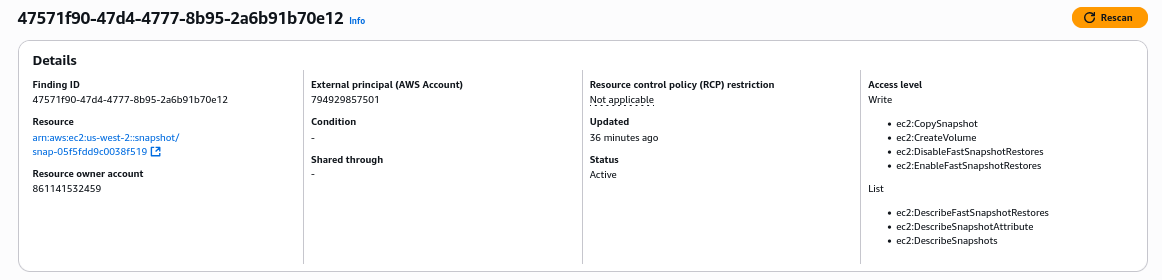 47571f90-47d4-4777-8b95-2a6b91b70e12 Info
Rescan
Details
Finding ID
47571f90-47d4-4777-8b95-2a6b91b70e12
Resource
arn:aws:ec2:us-west-2::snapshot/
snap-05f5fdd9c0038f519
Resource owner account
861141532459
External principal (AWS Account)
794929857501
Condition
-
Shared through
-
Resource control policy (RCP) restriction
Not applicable
Updated
36 minutes ago
Status
Active
Access level
Write
• ec2:CopySnapshot
• ec2:CreateVolume
• ec2:DisableFastSnapshotRestores
• ec2:EnableFastSnapshotRestores
List
• ec2:DescribeFastSnapshotRestores
• ec2:DescribeSnapshotAttribute
• ec2:DescribeSnapshots